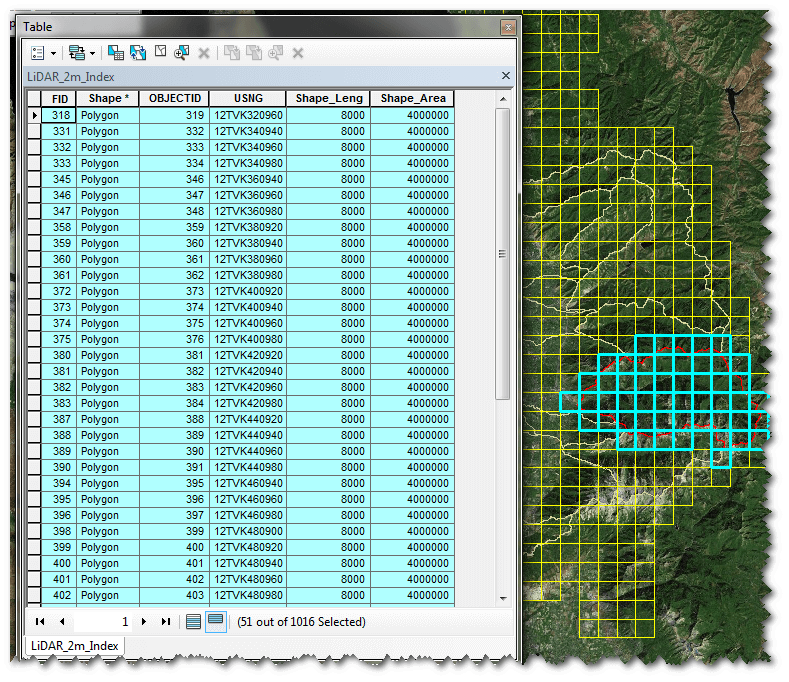 Table
LiDAR_2m_Index
FID Shape * OBJECTID USNG Shape_Leng Shape_Area
318 Polygon 319 12TVK320960 8000 4000000
331 Polygon 332 12TVK340940 8000 4000000
332 Polygon 333 12TVK340960 8000 4000000
333 Polygon 334 12TVK340980 8000 4000000
345 Polygon 346 12TVK360940 8000 4000000
346 Polygon 347 12TVK360960 8000 4000000
347 Polygon 348 12TVK360980 8000 4000000
358 Polygon 359 12TVK380920 8000 4000000
359 Polygon 360 12TVK380940 8000 4000000
360 Polygon 361 12TVK380960 8000 4000000
361 Polygon 362 12TVK380980 8000 4000000
372 Polygon 373 12TVK400920 8000 4000000
373 Polygon 374 12TVK400940 8000 4000000
374 Polygon 375 12TVK400960 8000 4000000
375 Polygon 376 12TVK400980 8000 4000000
380 Polygon 381 12TVK420920 8000 4000000
381 Polygon 382 12TVK420940 8000 4000000
382 Polygon 383 12TVK420960 8000 4000000
383 Polygon 384 12TVK420980 8000 4000000
387 Polygon 388 12TVK440920 8000 4000000
388 Polygon 389 12TVK440940 8000 4000000
389 Polygon 390 12TVK440960 8000 4000000
390 Polygon 391 12TVK440980 8000 4000000
394 Polygon 395 12TVK460940 8000 4000000
395 Polygon 396 12TVK460960 8000 4000000
396 Polygon 397 12TVK460980 8000 4000000
398 Polygon 399 12TVK480900 8000 4000000
399 Polygon 400 12TVK480920 8000 4000000
400 Polygon 401 12TVK480940 8000 4000000
401 Polygon 402 12TVK480960 8000 4000000
402 Polygon 403 12TVK480980 8000 4000000
1 (51 out of 1016 Selected)
LiDAR_2m_Index